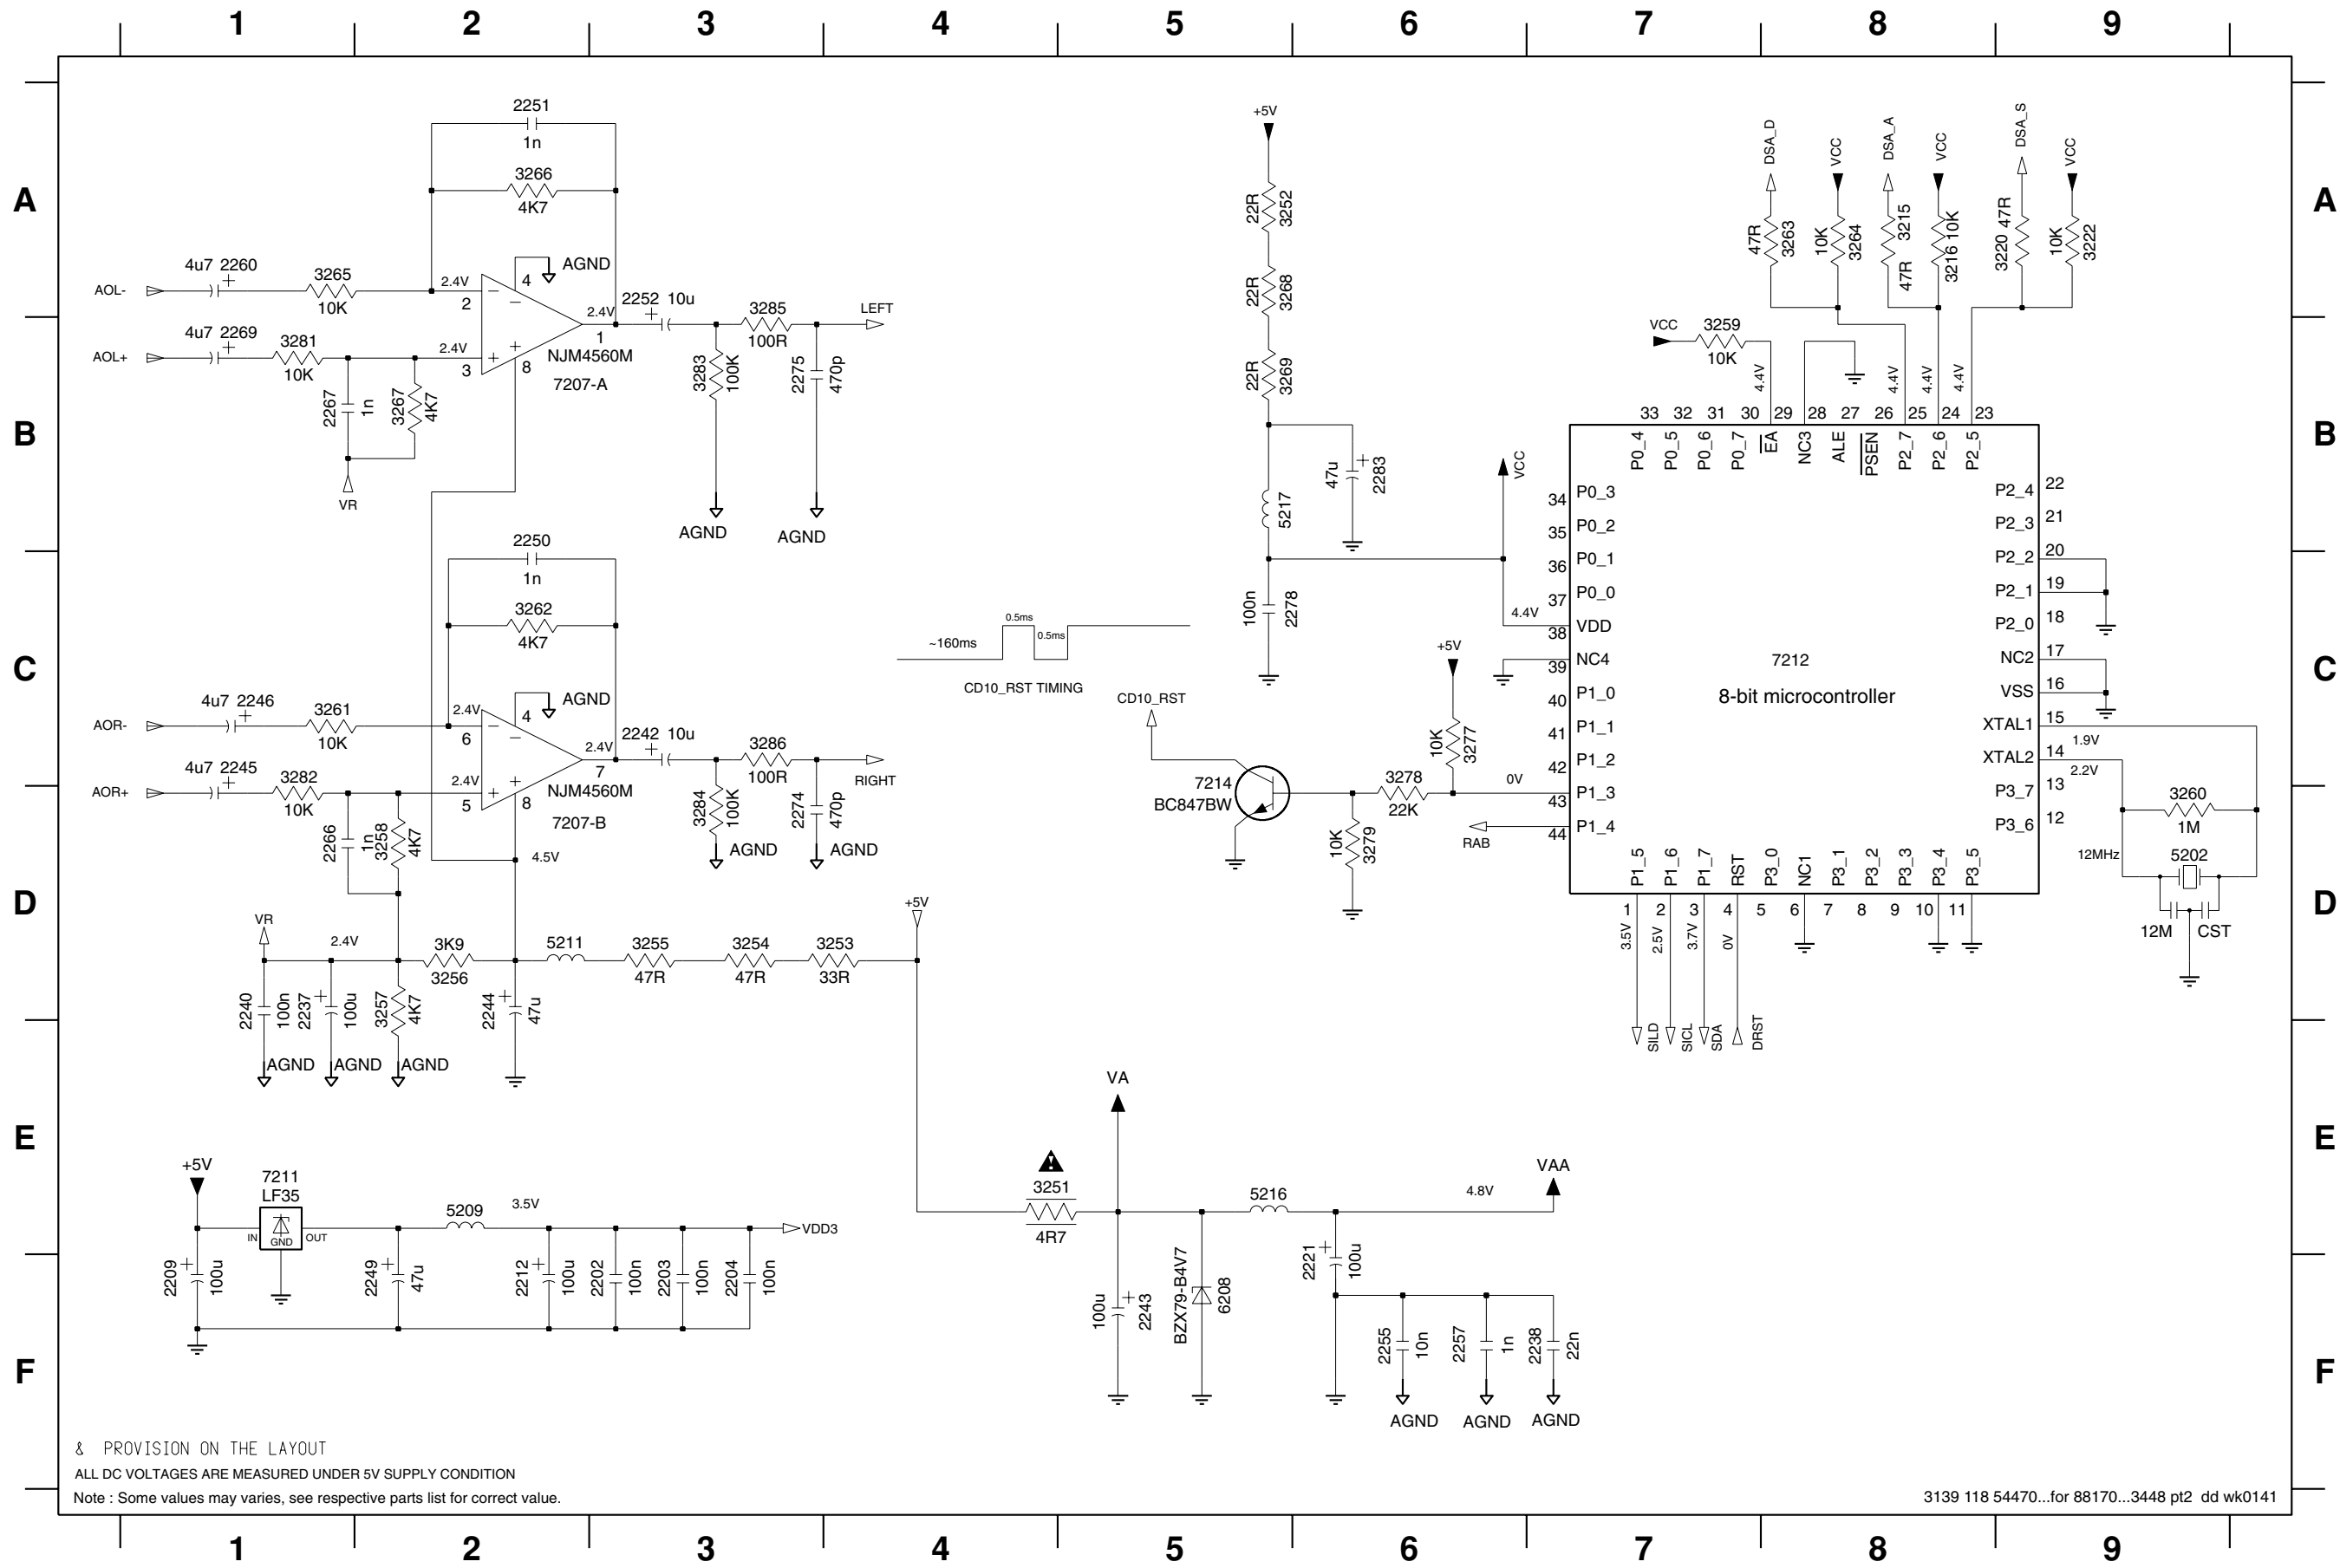 1 2 3 4 5 6 7 8 9
A
2251
1n
3266
4K7
4u7 2260
AOL-
3265
10K
2.4V
2
4
AGND
2.4V
1
2252 10u
3285
100R
LEFT
4u7 2269
AOL+
3281
10K
2.4V
3
8
NJM4560M
7207-A
2267
1n
3267
4K7
VR
3283
100K
AGND
2275
470p
AGND
+5V
22R
3252
22R
3268
22R
3269
47u
2283
5217
100n
2278
VCC
4.4V
DSA_D
47R
3263
VCC
10K
3264
DSA_A
3215
47R
VCC
3216 10K
DSA_S
3220 47R
VCC
10K
3222
A
VCC
3259
10K
4.4V
4.4V
4.4V
4.4V
B
33 32 31 30 29 28 27 26 25 24 23
P0_4 P0_5 P0_6 P0_7 EA NC3 ALE PSEN P2_7 P2_6 P2_5
B
34 P0_3
35 P0_2
36 P0_1
37 P0_0
38 VDD
39 NC4
40 P1_0
41 P1_1
42 P1_2
43 P1_3
44 P1_4
7212
8-bit microcontroller
P2_4 22
P2_3 21
P2_2 20
P2_1 19
P2_0 18
NC2 17
VSS 16
XTAL1 15
1.9V
XTAL2 14
2.2V
P3_7 13
P3_6 12
P1_5 P1_6 P1_7 RST P3_0 NC1 P3_1 P3_2 P3_3 P3_4 P3_5
1 2 3 4 5 6 7 8 9 10 11
3.5V 2.5V 3.7V 0V
SILD SICL SDA DRST
3260
1M
12MHz
5202
12M CST
C
2250
1n
3262
4K7
4u7 2246
AOR-
3261
10K
2.4V
6
4
AGND
2.4V
7
2242 10u
3286
100R
RIGHT
4u7 2245
AOR+
3282
10K
2.4V
5
8
NJM4560M
7207-B
2266
1n
3258
4K7
4.5V
3284
100K
AGND
2274
470p
AGND
~160ms
0.5ms
0.5ms
CD10_RST TIMING
CD10_RST
7214
BC847BW
+5V
10K
3277
3278
22K
0V
10K
3279
RAB
C
D
VR
2.4V
3K9
3256
5211
3255
47R
3254
47R
3253
33R
+5V
2240
100n
2237
100u
3257
4K7
2244
47u
AGND
AGND
AGND
D
E
+5V
7211
LF35
IN
GND
OUT
5209
3.5V
VDD3
2209
100u
2249
47u
2212
100u
2202
100n
2203
100n
2204
100n
VA
3251
4R7
5216
4.8V
VAA
100u
2243
BZX79-B4V7
6208
2221
100u
2255
10n
2257
1n
2238
22n
AGND
AGND
AGND
E
F
F
& PROVISION ON THE LAYOUT
ALL DC VOLTAGES ARE MEASURED UNDER 5V SUPPLY CONDITION
Note : Some values may varies, see respective parts list for correct value.
3139 118 54470...for 88170...3448 pt2 dd wk0141
1 2 3 4 5 6 7 8 9